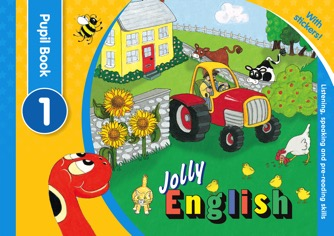 Pupil Book
1
With stickers!
Listening, speaking and pre-reading skills
Jolly
English